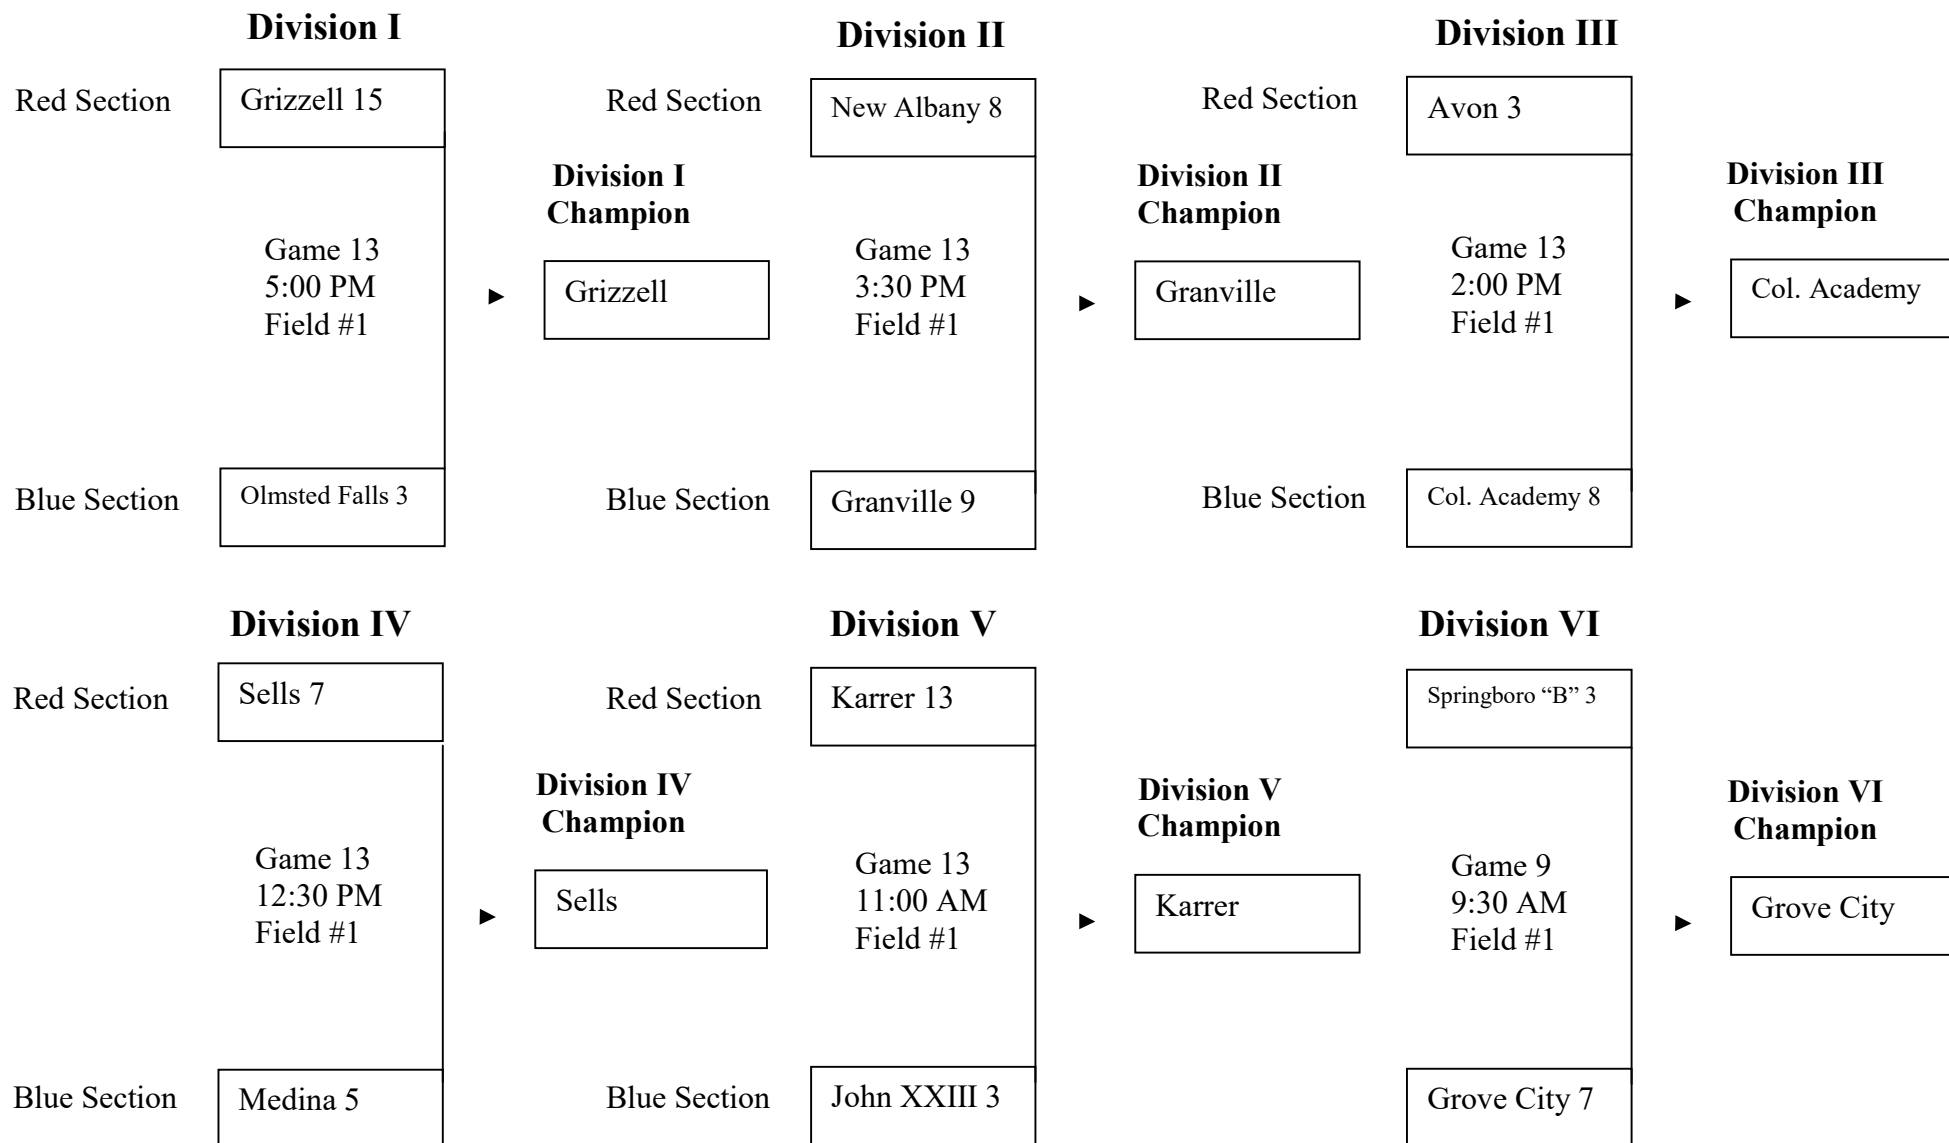 Division I
Red Section
Grizzell 15
Division I
Champion
Game 13
5:00 PM
Field #1
Grizzell
Blue Section
Olmsted Falls 3
Division II
Red Section
New Albany 8
Division II
Champion
Game 13
3:30 PM
Field #1
Granville
Blue Section
Granville 9
Division III
Red Section
Avon 3
Division III
Champion
Game 13
2:00 PM
Field #1
Col. Academy
Blue Section
Col. Academy 8
Division IV
Red Section
Sells 7
Division IV
Champion
Game 13
12:30 PM
Field #1
Sells
Blue Section
Medina 5
Division V
Red Section
Karrer 13
Division V
Champion
Game 13
11:00 AM
Field #1
Karrer
Blue Section
John XXIII 3
Division VI
Springboro “B” 3
Division VI
Champion
Game 9
9:30 AM
Field #1
Grove City
Grove City 7